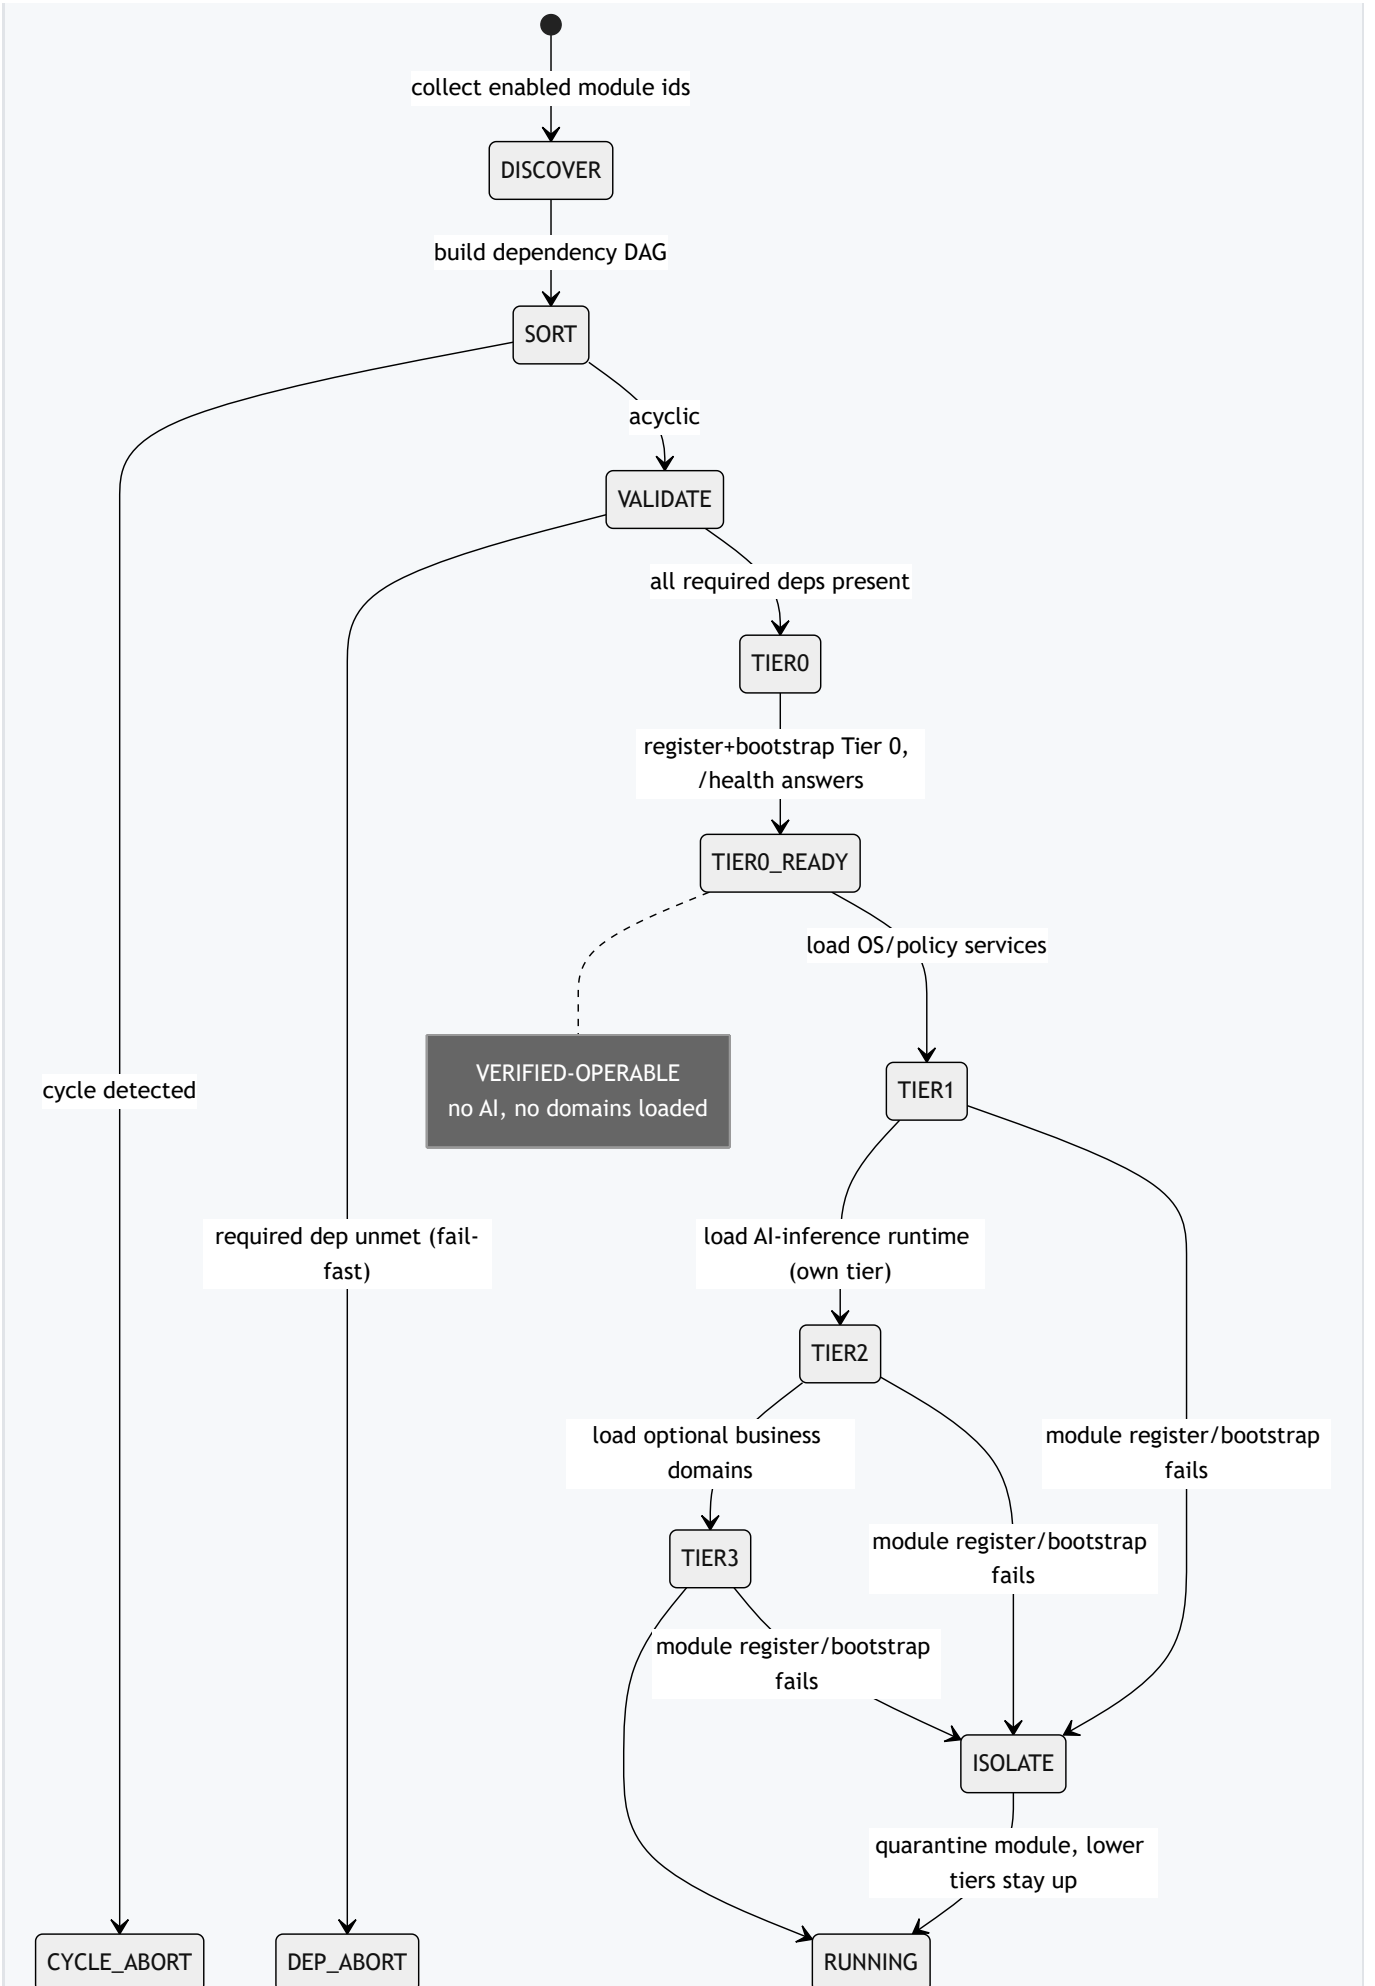 collect enabled module ids
DISCOVER
build dependency DAG
SORT
acyclic
VALIDATE
all required deps present
TIER0
register+bootstrap Tier 0,
/health answers
TIER0_READY
load OS/policy services
VERIFIED-OPERABLE
no AI, no domains loaded
cycle detected
TIER1
required dep unmet (fail-
fast)
load AI-inference runtime
(own tier)
TIER2
load optional business
domains
module register/bootstrap
fails
module register/bootstrap
fails
TIER3
module register/bootstrap
fails
ISOLATE
quarantine module, lower
tiers stay up
CYCLE_ABORT
DEP_ABORT
RUNNING